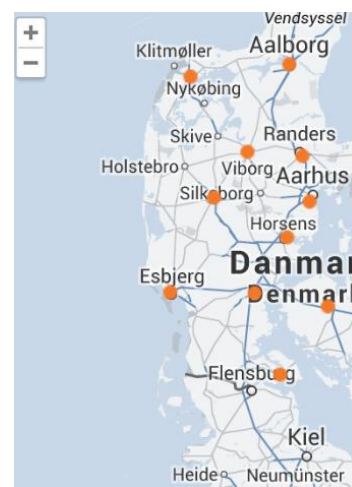 Vendsyssel
+
Klitmøller
Aalborg
−
Nykøbing
Skive
Randers
Holstebro
Viborg
Aarhus
Silkeborg
Horsens
Danmar
Esbjerg
Denmark
Flensburg
Kiel
Heide
Neumünster